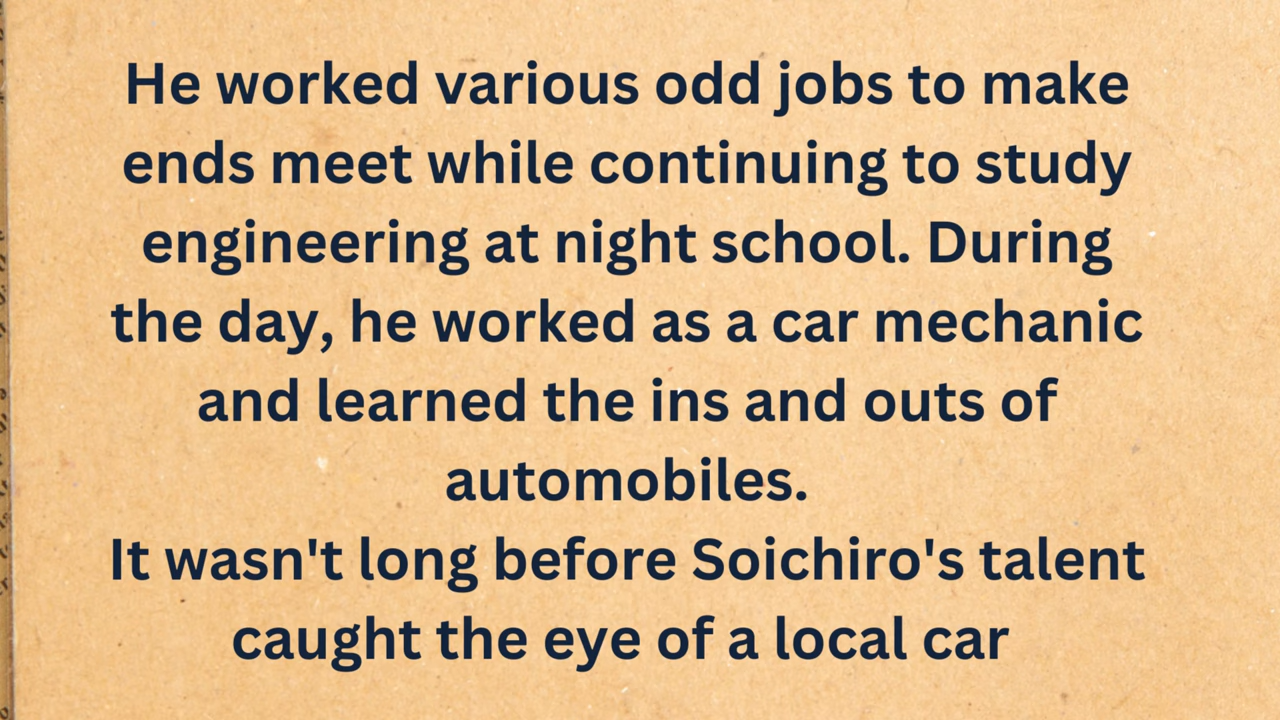 He worked various odd jobs to make
ends meet while continuing to study
engineering at night school. During
the day, he worked as a car mechanic
and learned the ins and outs of
automobiles.
It wasn't long before Soichiro's talent
caught the eye of a local car